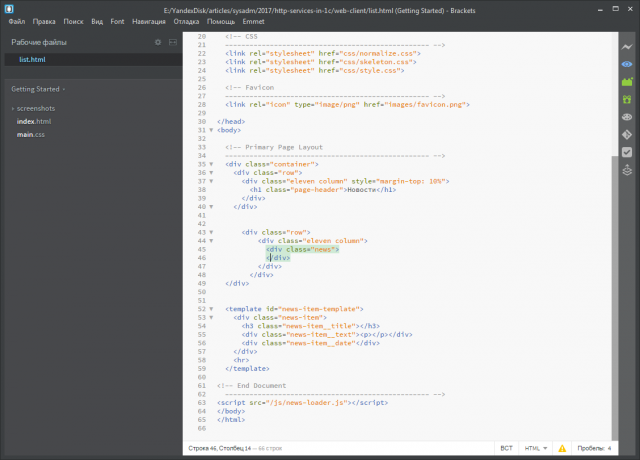 E:/YandexDisk/articles/sysadm/2017/http-services-in-1c/web-client/list.html (Getting Started) - Brackets
Файл Правка Поиск Вид Font Навигация Отладка Помощь Emmet
Рабочие файлы
list.html
Getting Started
screenshots
index.html
main.css
20 <!-- CSS
21 –––––––––––––––––––––––––––––––––––––––––––––––––– -->
22 <link rel="stylesheet" href="css/normalize.css">
23 <link rel="stylesheet" href="css/skeleton.css">
24 <link rel="stylesheet" href="css/style.css">
25
26 <!-- Favicon
27 –––––––––––––––––––––––––––––––––––––––––––––––––– -->
28 <link rel="icon" type="image/png" href="images/favicon.png">
29
30 </head>
31 <body>
32
33 <!-- Primary Page Layout
34 –––––––––––––––––––––––––––––––––––––––––––––––––– -->
35 <div class="container">
36 <div class="row">
37 <div class="eleven column" style="margin-top: 10%">
38 <h1 class="page-header">Новости</h1>
39 </div>
40 </div>
41
42
43 <div class="row">
44 <div class="eleven column">
45 <div class="news">
46 </div>
47 </div>
48 </div>
49 </div>
50
51
52 <template id="news-item-template">
53 <div class="news-item">
54 <h3 class="news-item__title"></h3>
55 <div class="news-item__text"><p></p></div>
56 <div class="news-item__date"</div>
57 </div>
58 <hr>
59 </template>
60
61 <!-- End Document
62 –––––––––––––––––––––––––––––––––––––––––––––––––– -->
63 <script src="/js/news-loader.js"></script>
64 </body>
65 </html>
66
Строка 46, Столбец 14 — 66 строк
ВСТ HTML Пробелы: 4